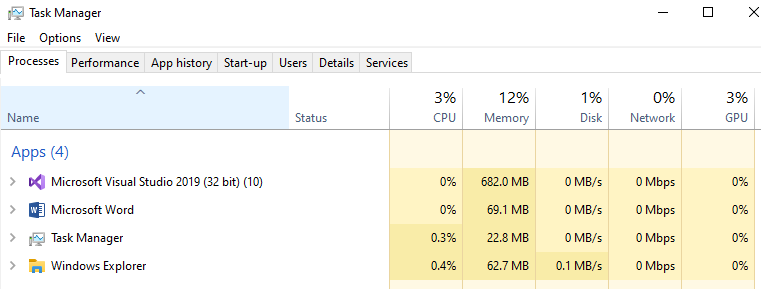 Task Manager
File Options View
Processes Performance App history Start-up Users Details Services
3% 12% 1% 0% 3%
Name Status CPU Memory Disk Network GPU
Apps (4)
Microsoft Visual Studio 2019 (32 bit) (10) 0% 682.0 MB 0 MB/s 0 Mbps 0%
Microsoft Word 0% 69.1 MB 0 MB/s 0 Mbps 0%
Task Manager 0.3% 22.8 MB 0 MB/s 0 Mbps 0%
Windows Explorer 0.4% 62.7 MB 0.1 MB/s 0 Mbps 0%